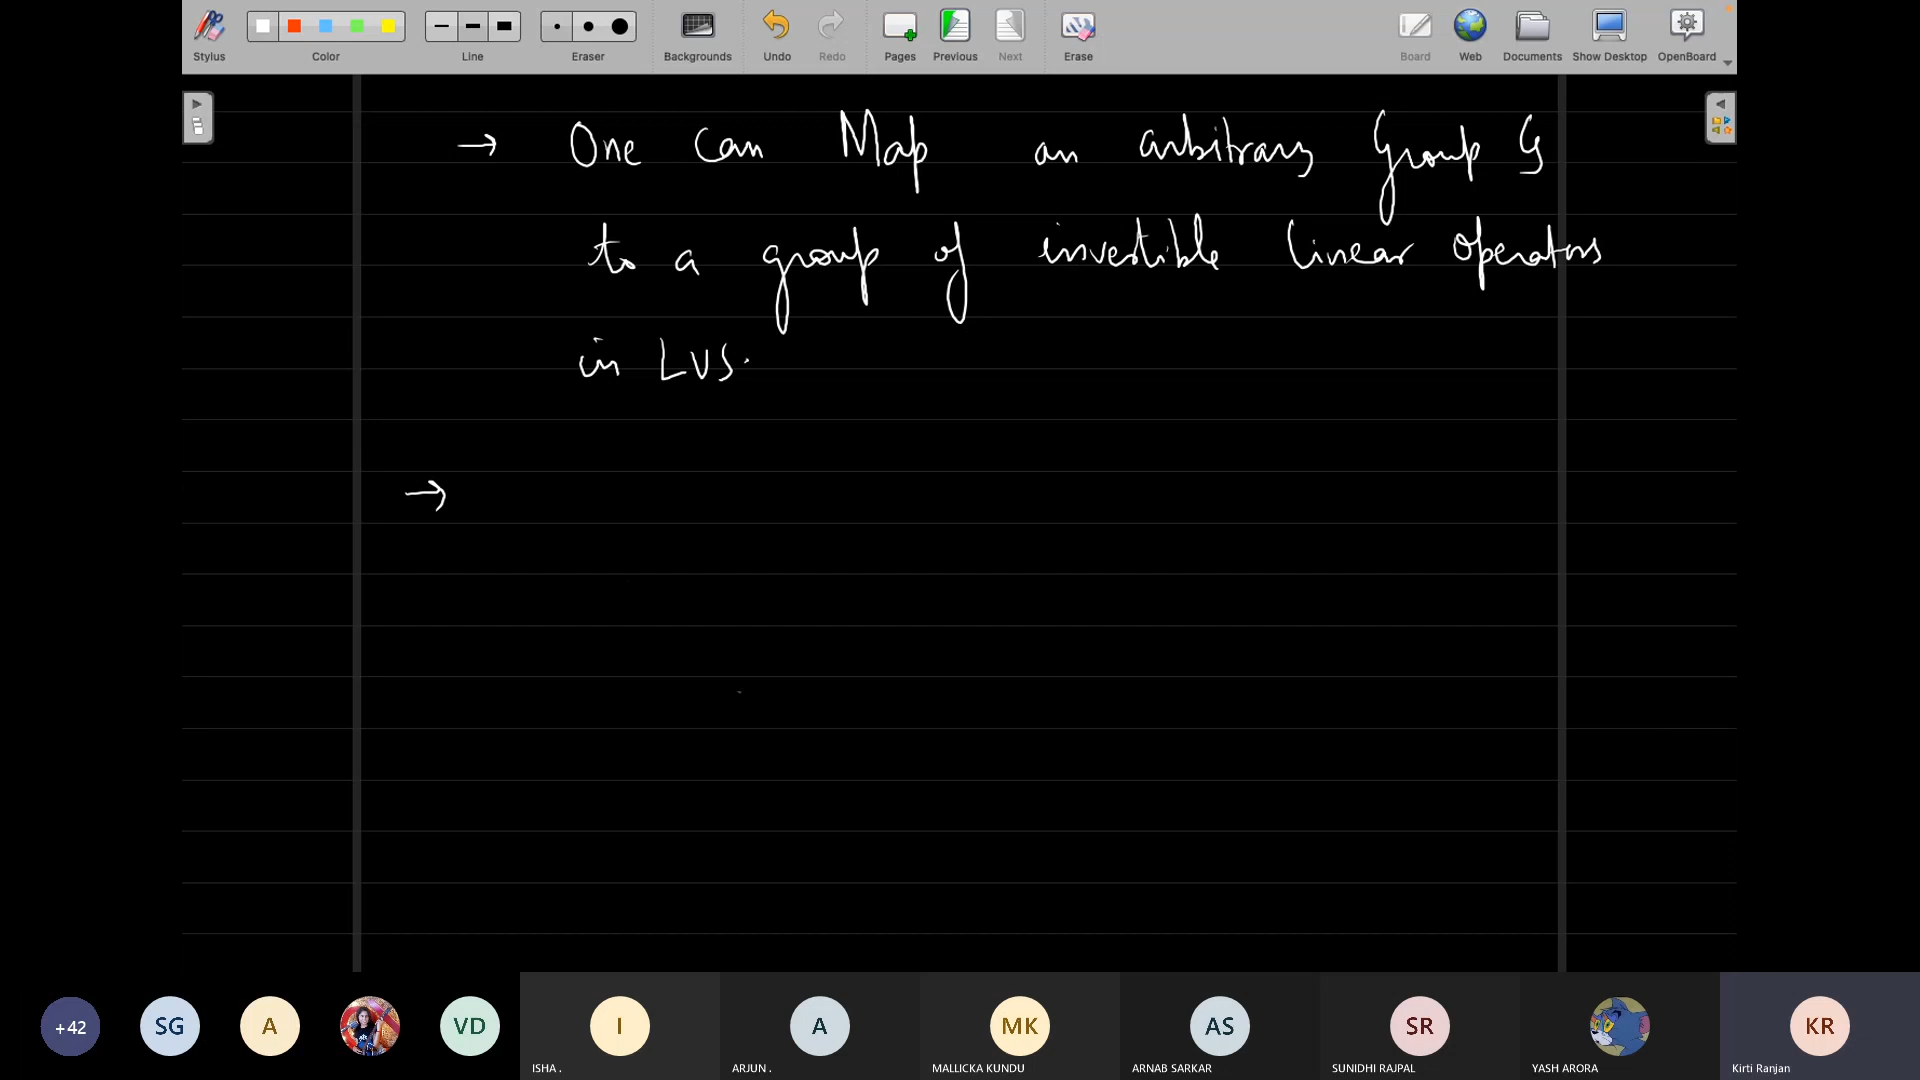 Stylus Color Line Eraser Backgrounds Undo Redo Pages Previous Next Erase Board Web Documents Show Desktop OpenBoard
→ One can Map an arbitrary Group G
to a group of invertible linear operators
in LVS.
→
+42 SG A VD I A MK AS SR KR
ISHA . ARJUN . MALLICKA KUNDU ARNAB SARKAR SUNIDHI RAJPAL YASH ARORA Kirti Ranjan